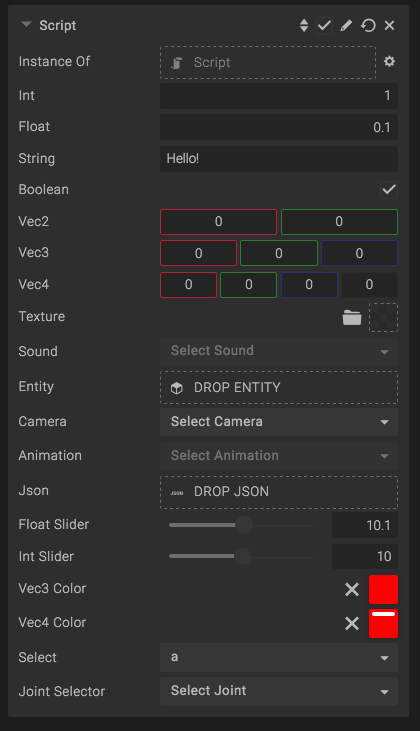 Script
Instance Of Script
Int 1
Float 0.1
String Hello!
Boolean
Vec2 0 0
Vec3 0 0 0
Vec4 0 0 0 0
Texture
Sound Select Sound
Entity DROP ENTITY
Camera Select Camera
Animation Select Animation
Json JSON DROP JSON
Float Slider 10.1
Int Slider 10
Vec3 Color
Vec4 Color
Select a
Joint Selector Select Joint